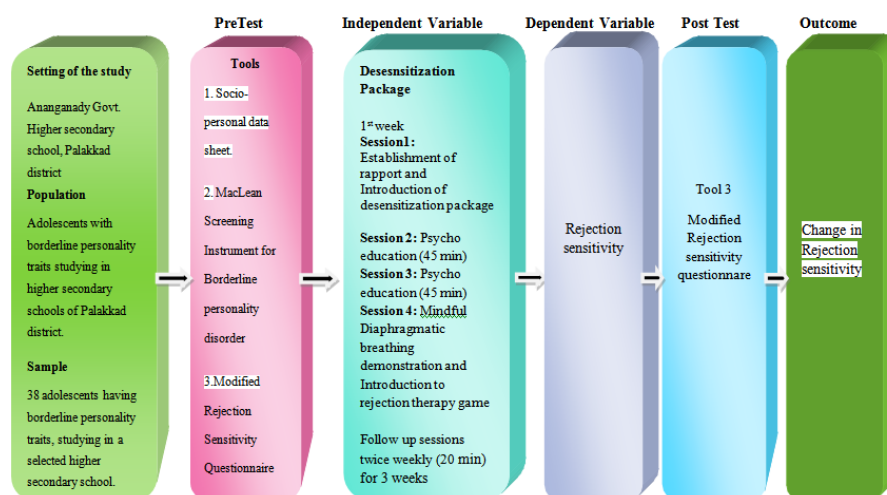 PreTest
Independent Variable
Dependent Variable
Post Test
Outcome
Setting of the study
Ananganady Govt.
Higher secondary
school, Palakkad
district
Population
Adolescents with
borderline personality
traits studying in
higher secondary
schools of Palakkad
district.
Sample
38 adolescents having
borderline personality
traits, studying in a
selected higher
secondary school.
Tools
1. Socio-
personal data
sheet.
2. MacLean
Screening
Instrument for
Borderline
personality
disorder
3.Modified
Rejection
Sensitivity
Questionnaire
Desensitization
Package
1st week
Session1:
Establishment of
rapport and
Introduction of
desensitization package
Session 2: Psycho
education (45 min)
Session 3: Psycho
education (45 min)
Session 4: Mindful
Diaphragmatic
breathing
demonstration and
Introduction to
rejection therapy game
Follow up sessions
twice weekly (20 min)
for 3 weeks
Rejection
sensitivity
Tool 3
Modified
Rejection
sensitivity
questionnare
Change in
Rejection
sensitivity